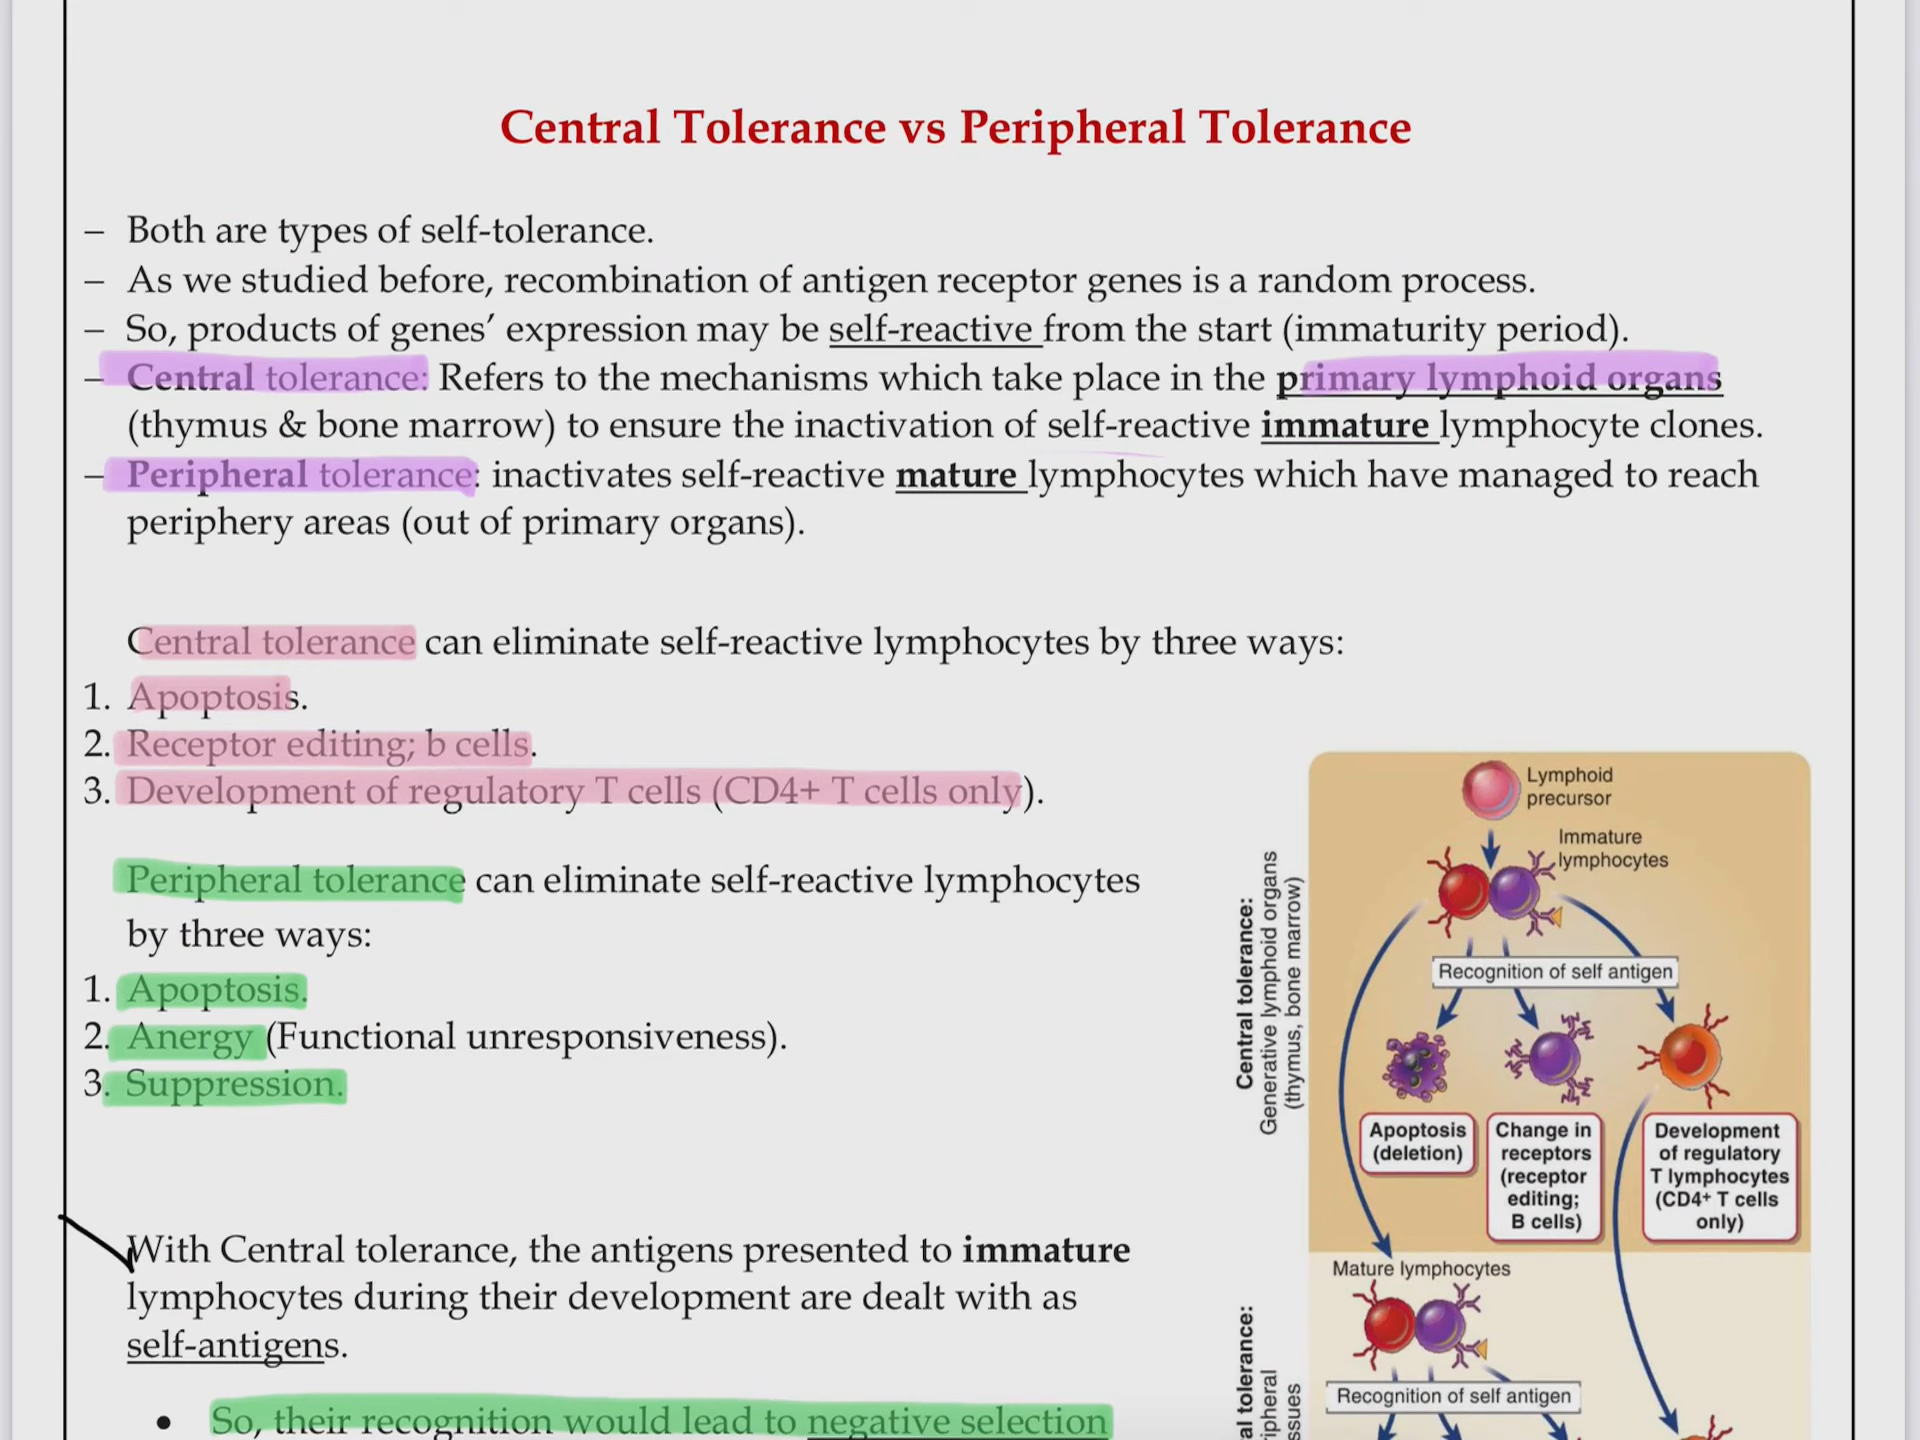 Central Tolerance vs Peripheral Tolerance
– Both are types of self-tolerance.
– As we studied before, recombination of antigen receptor genes is a random process.
– So, products of genes’ expression may be self-reactive from the start (immaturity period).
– Central tolerance: Refers to the mechanisms which take place in the primary lymphoid organs
(thymus & bone marrow) to ensure the inactivation of self-reactive immature lymphocyte clones.
– Peripheral tolerance: inactivates self-reactive mature lymphocytes which have managed to reach
periphery areas (out of primary organs).
Central tolerance can eliminate self-reactive lymphocytes by three ways:
1. Apoptosis.
2. Receptor editing; b cells.
3. Development of regulatory T cells (CD4+ T cells only).
Peripheral tolerance can eliminate self-reactive lymphocytes
by three ways:
1. Apoptosis.
2. Anergy (Functional unresponsiveness).
3. Suppression.
With Central tolerance, the antigens presented to immature
lymphocytes during their development are dealt with as
self-antigens.
• So, their recognition would lead to negative selection
Central tolerance:
Generative lymphoid organs
(thymus, bone marrow)
Lymphoid
precursor
Immature
lymphocytes
Recognition of self antigen
Apoptosis
(deletion)
Change in
receptors
(receptor
editing;
B cells)
Development
of regulatory
T lymphocytes
(CD4+ T cells
only)
Mature lymphocytes
Recognition of self antigen
tolerance: